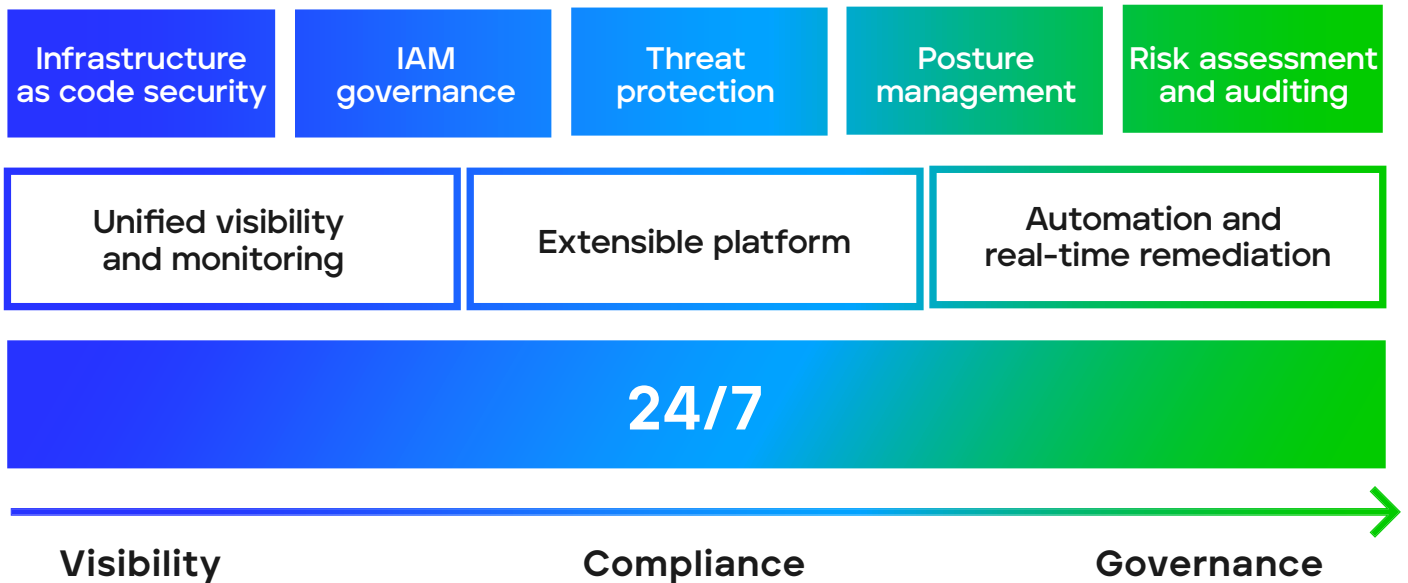 Infrastructure
as code security
IAM
governance
Threat
protection
Posture
management
Risk assessment
and auditing
Unified visibility
and monitoring
Extensible platform
Automation and
real-time remediation
24/7
Visibility
Compliance
Governance